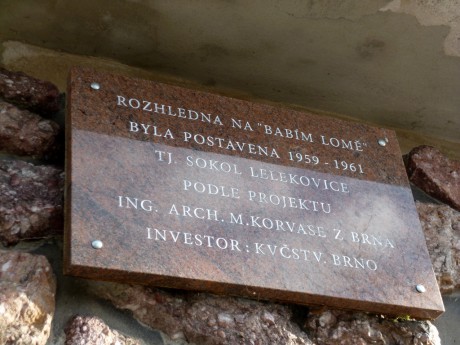 ROZHLEDNA NA "BABÍM LOMĚ"
BYLA POSTAVENA 1959 - 1961
TJ. SOKOL LELEKOVICE
PODLE PROJEKTU
ING. ARCH. M.KORVASE Z BRNA
INVESTOR : KVČSTV. BRNO